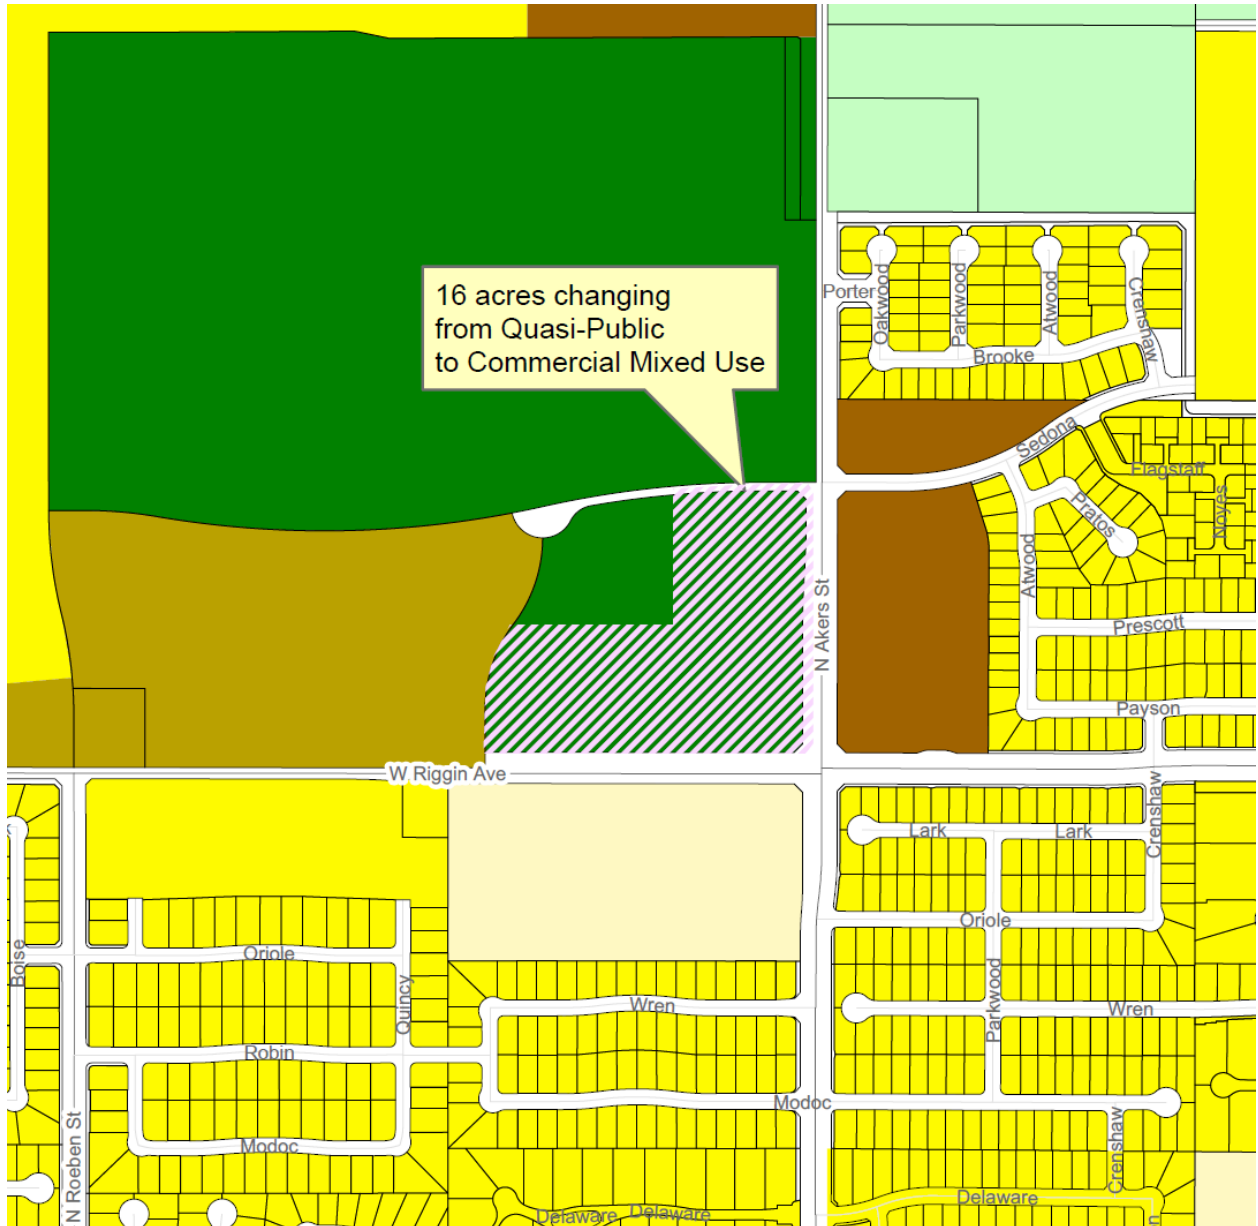 16 acres changing
from Quasi-Public
to Commercial Mixed Use
Porter
Oakwood
Parkwood
Atwood
Crenshaw
Brooke
Sedona
Flagstaff
Noyes
Pratos
Atwood
N Akers St
Prescott
Payson
W Riggin Ave
Crenshaw
Lark
Lark
Oriole
Boise
Oriole
Quincy
Parkwood
Wren
Wren
Robin
Modoc
N Roeben St
Modoc
Crenshaw
Delaware
Delaware
Delaware